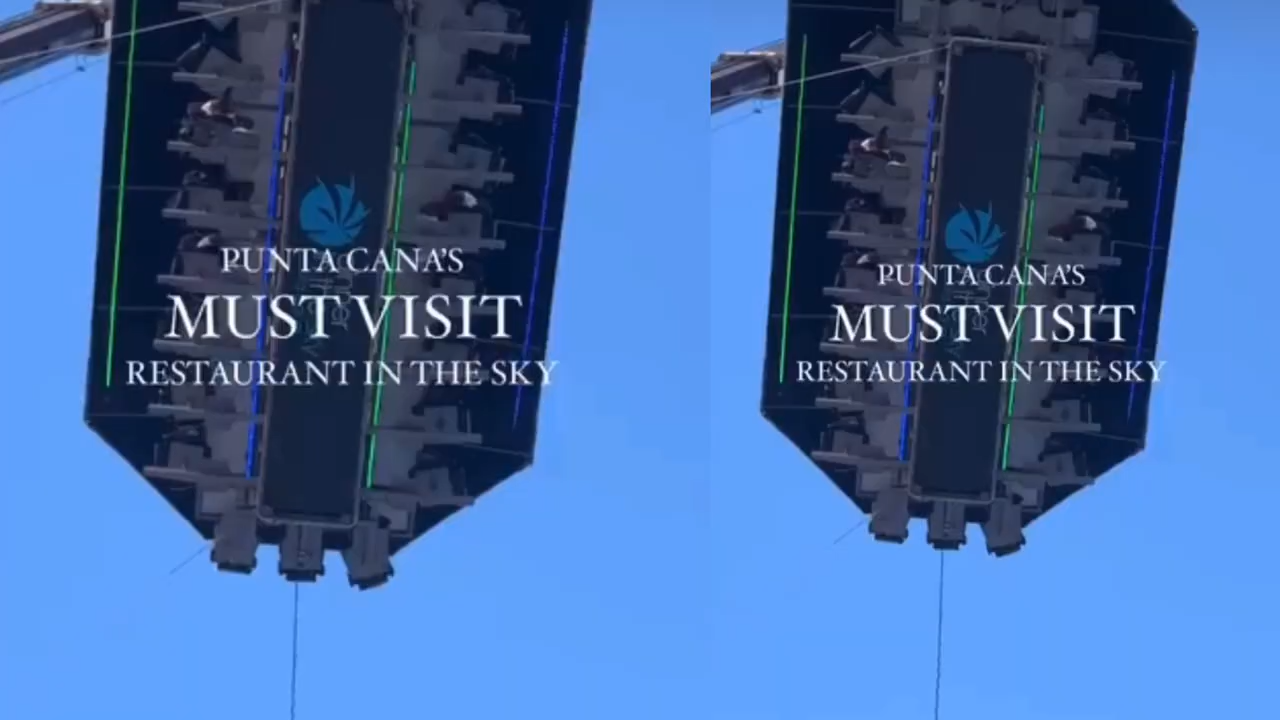 PUNTA CANA'S
MUST VISIT
RESTAURANT IN THE SKY
PUNTA CANA'S
MUST VISIT
RESTAURANT IN THE SKY